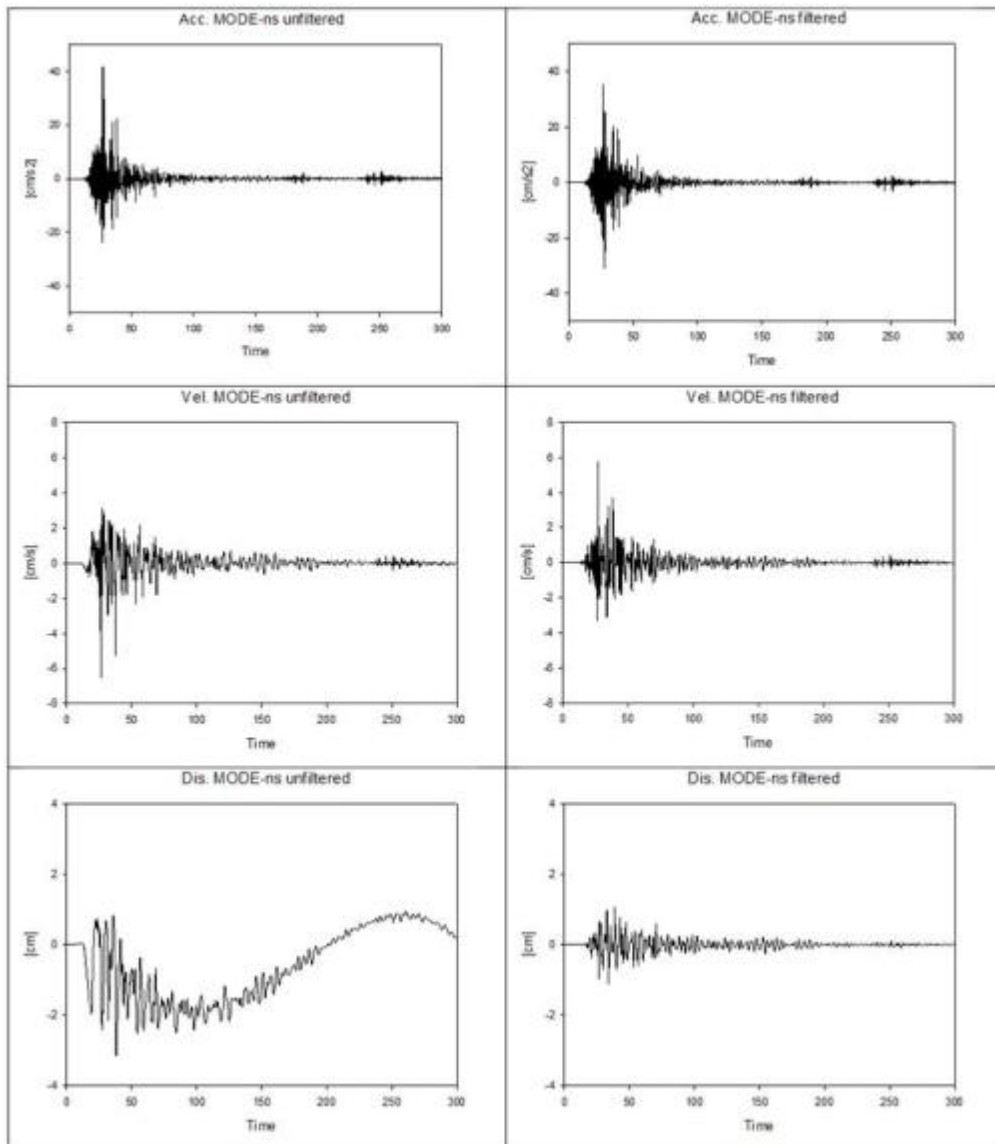 Acc. MODE-ns unfiltered
40
20
0
-20
-40
[cm/s2]
0 50 100 150 200 250 300
Time
Acc. MODE-ns filtered
40
20
0
-20
-40
[cm/s2]
0 50 100 150 200 250 300
Time
Vel. MODE-ns unfiltered
8
6
4
2
0
-2
-4
-6
-8
[cm/s]
0 50 100 150 200 250 300
Time
Vel. MODE-ns filtered
8
6
4
2
0
-2
-4
-6
-8
[cm/s]
0 50 100 150 200 250 300
Time
Dis. MODE-ns unfiltered
4
2
0
-2
-4
[cm]
0 50 100 150 200 250 300
Time
Dis. MODE-ns filtered
4
2
0
-2
-4
[cm]
0 50 100 150 200 250 300
Time